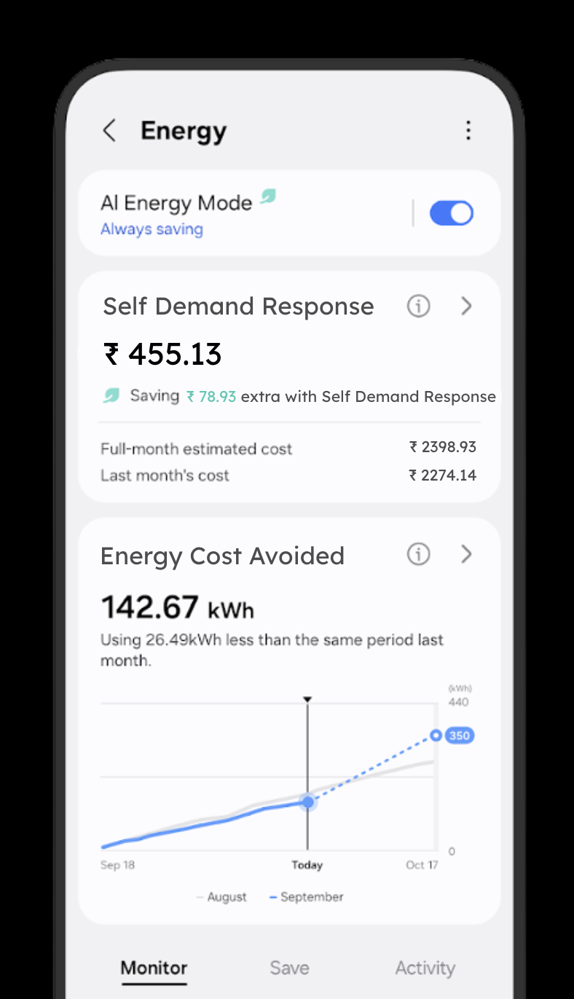 Energy
AI Energy Mode
Always saving
Self Demand Response
₹ 455.13
Saving ₹ 78.93 extra with Self Demand Response
Full-month estimated cost ₹ 2398.93
Last month's cost ₹ 2274.14
Energy Cost Avoided
142.67 kWh
Using 26.49kWh less than the same period last
month.
(kWh)
440
350
0
Sep 18 Today Oct 17
August September
Monitor Save Activity